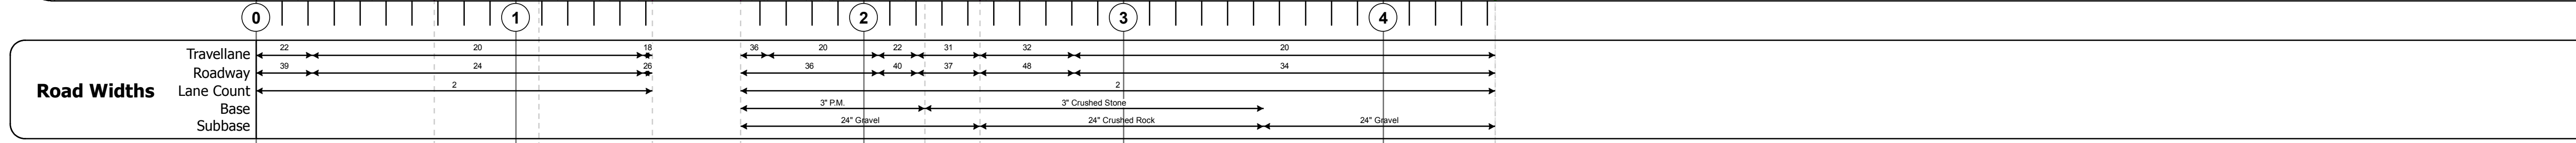 0 1 2 3 4
Travellane 22 20 18 36 20 22 31 32 20
Roadway 39 24 26 36 40 37 48 34
Road Widths
Lane Count 2 2
Base 3" P.M. 3" Crushed Stone
Subbase 24" Gravel 24" Crushed Rock 24" Gravel